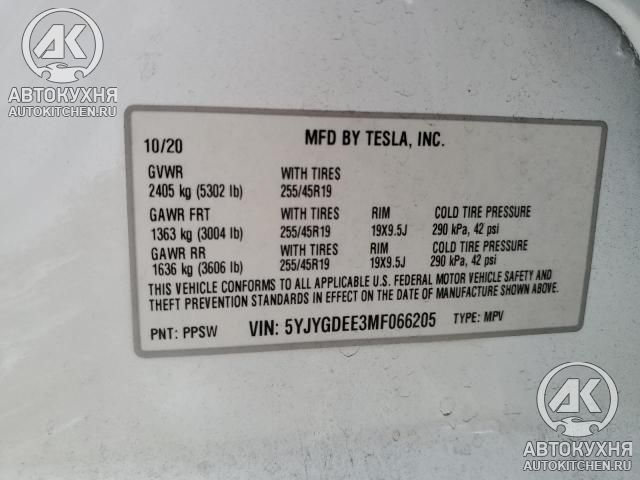 AK
АВТОКУХНЯ
AUTOKITCHEN.RU
10/20 MFD BY TESLA, INC.
GVWR WITH TIRES
2405 kg (5302 lb) 255/45R19
GAWR FRT WITH TIRES RIM COLD TIRE PRESSURE
1363 kg (3004 lb) 255/45R19 19X9.5J 290 kPa, 42 psi
GAWR RR WITH TIRES RIM COLD TIRE PRESSURE
1636 kg (3606 lb) 255/45R19 19X9.5J 290 kPa, 42 psi
THIS VEHICLE CONFORMS TO ALL APPLICABLE U.S. FEDERAL MOTOR VEHICLE SAFETY AND
THEFT PREVENTION STANDARDS IN EFFECT ON THE DATE OF MANUFACTURE SHOWN ABOVE.
PNT: PPSW VIN: 5YJYGDEE3MF066205 TYPE: MPV
AK
АВТОКУХНЯ
AUTOKITCHEN.RU